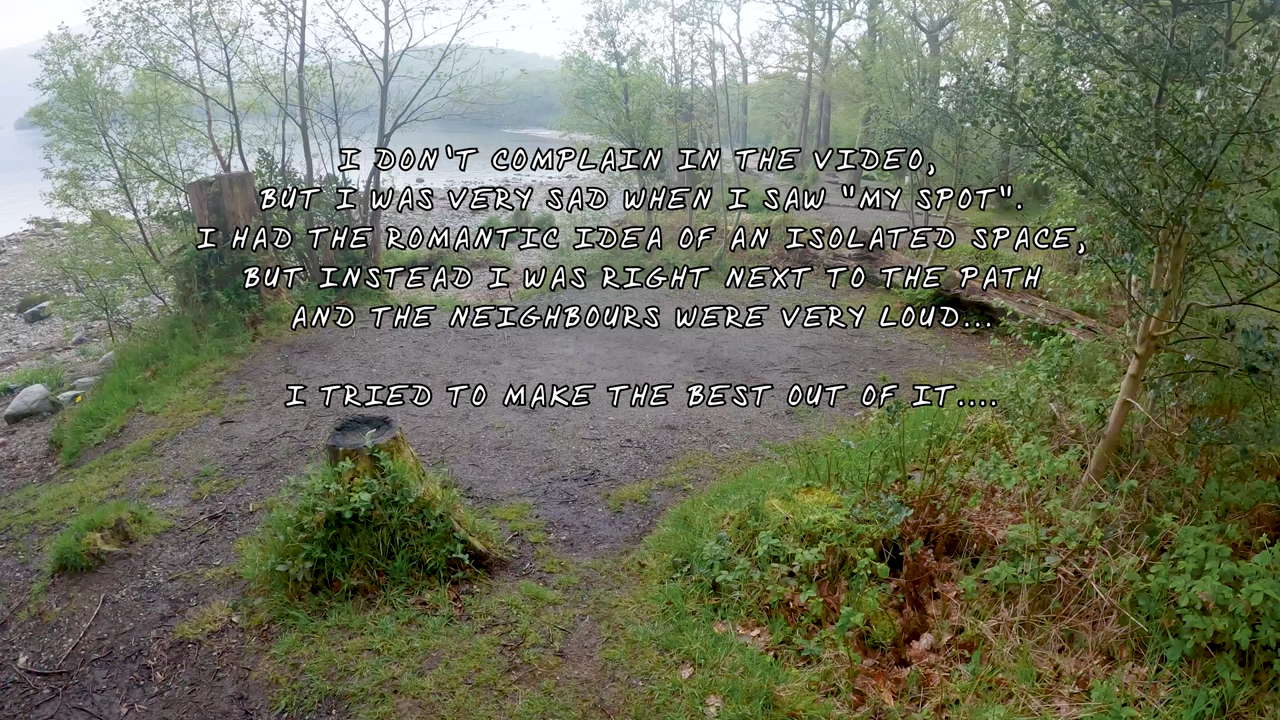 I DON'T COMPLAIN IN THE VIDEO,
BUT I WAS VERY SAD WHEN I SAW "MY SPOT".
I HAD THE ROMANTIC IDEA OF AN ISOLATED SPACE,
BUT INSTEAD I WAS RIGHT NEXT TO THE PATH
AND THE NEIGHBOURS WERE VERY LOUD...
I TRIED TO MAKE THE BEST OUT OF IT....